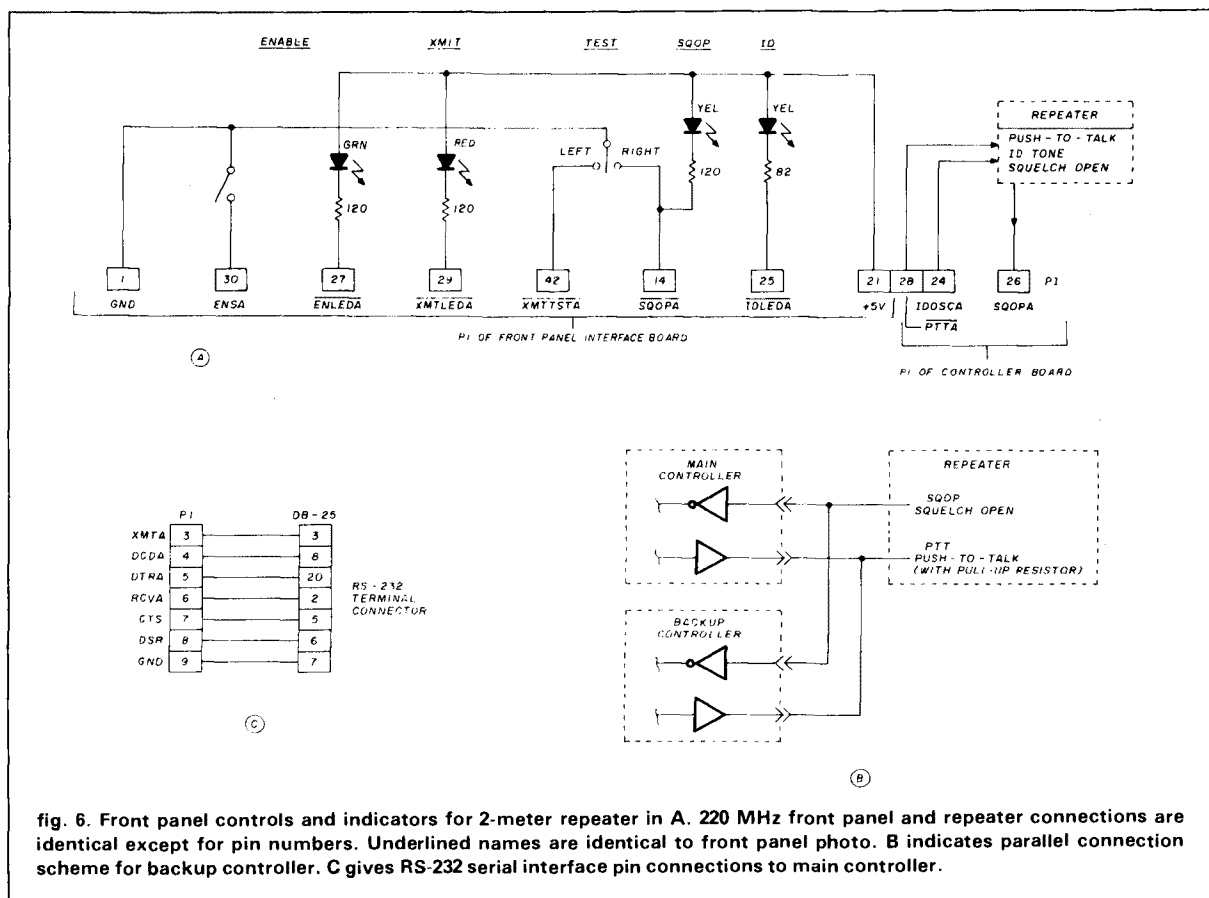 ENABLE XMIT TEST SQOP ID
YEL YEL
REPEATER
PUSH-TO-TALK
ID TONE
SQUELCH OPEN
GRN RED LEFT RIGHT
120 82
120 120
1 30 27 29 42 14 25 21 28 24 26 P1
GND ENSA ENLEDA XMTLEDA XMTTSTA SQOPA IDLEDA +5V IDOSCA SQOPA
PTTA
P1 OF FRONT PANEL INTERFACE BOARD
P1 OF CONTROLLER BOARD
A
MAIN CONTROLLER
REPEATER
SQOP
SQUELCH OPEN
PTT
PUSH-TO-TALK
(WITH PULL-UP RESISTOR)
BACKUP CONTROLLER
B
P1 DB-25
XMTA 3 3
DCDA 4 8
DTRA 5 20
RCVA 6 2
CTS 7 5
DSR 8 6
GND 9 7
RS-232
TERMINAL
CONNECTOR
C
fig. 6. Front panel controls and indicators for 2-meter repeater in A. 220 MHz front panel and repeater connections are
identical except for pin numbers. Underlined names are identical to front panel photo. B indicates parallel connection
scheme for backup controller. C gives RS-232 serial interface pin connections to main controller.